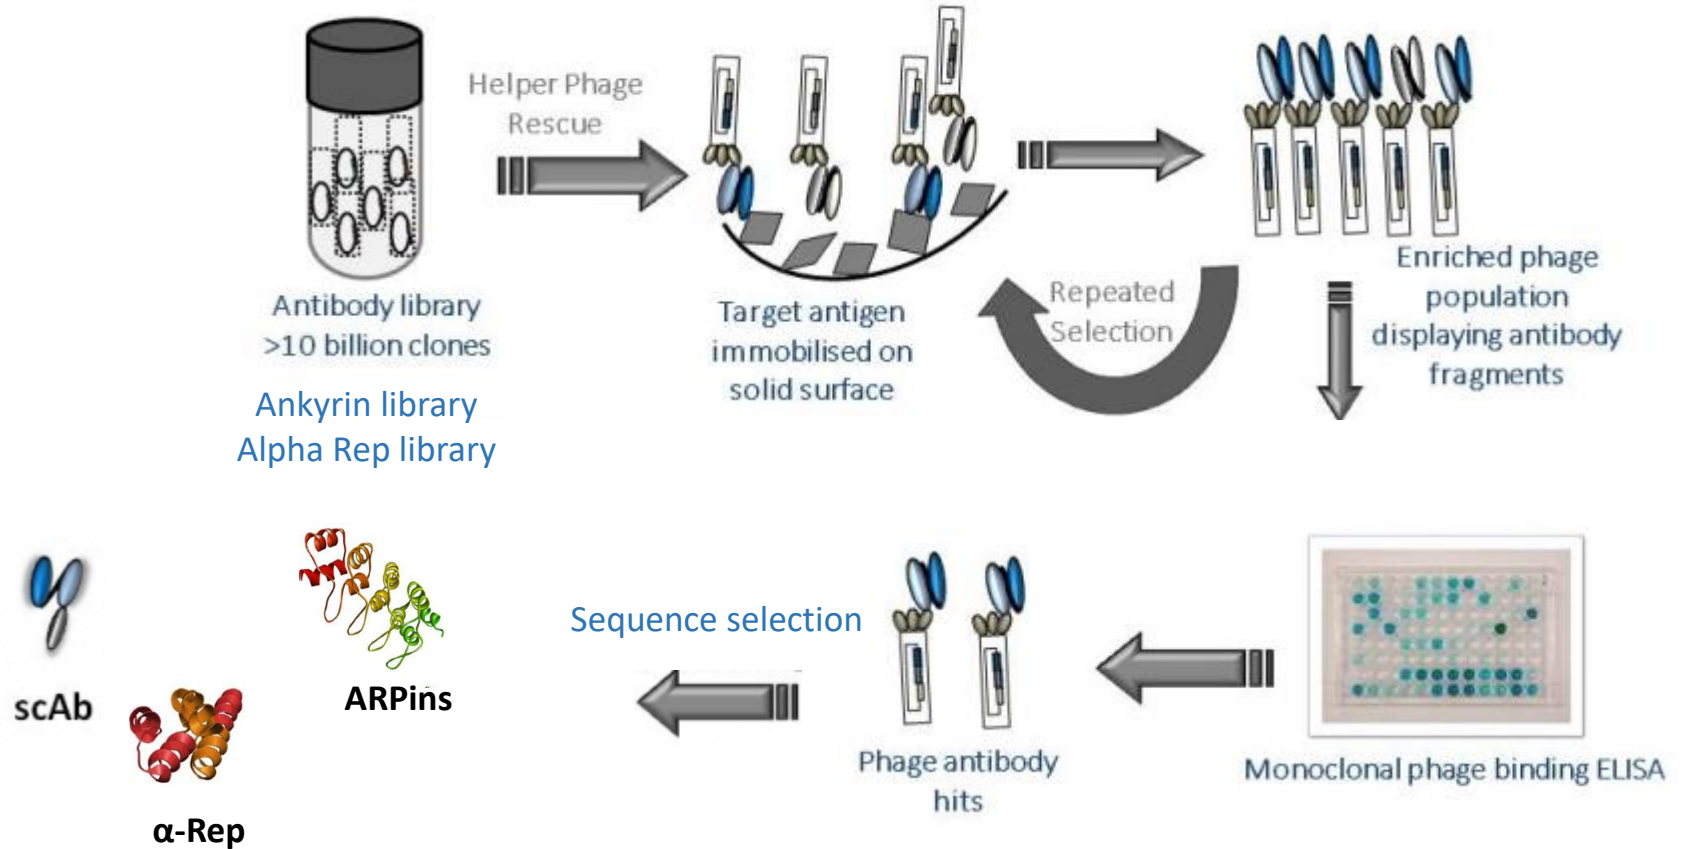 Helper Phage
Rescue
Antibody library
>10 billion clones
Ankyrin library
Alpha Rep library
Target antigen
immobilised on
solid surface
Repeated
Selection
Enriched phage
population
displaying antibody
fragments
Monoclonal phage binding ELISA
Phage antibody
hits
Sequence selection
ARPins
scAb
α-Rep